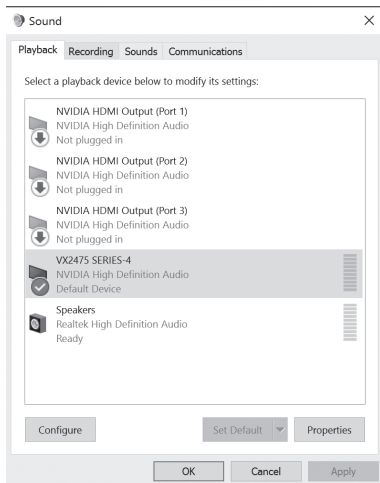 Sound
Playback Recording Sounds Communications
Select a playback device below to modify its settings:
NVIDIA HDMI Output (Port 1)
NVIDIA High Definition Audio
Not plugged in
NVIDIA HDMI Output (Port 2)
NVIDIA High Definition Audio
Not plugged in
NVIDIA HDMI Output (Port 3)
NVIDIA High Definition Audio
Not plugged in
VX2475 SERIES-4
NVIDIA High Definition Audio
Default Device
Speakers
Realtek High Definition Audio
Ready
Configure Set Default Properties
OK Cancel Apply